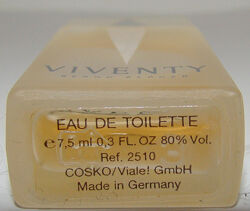 VIVENTY
EAU DE TOILETTE
e 7,5 ml 0,3 FL. OZ 80% Vol.
Ref. 2510
COSKO/Viale! GmbH
Made in Germany